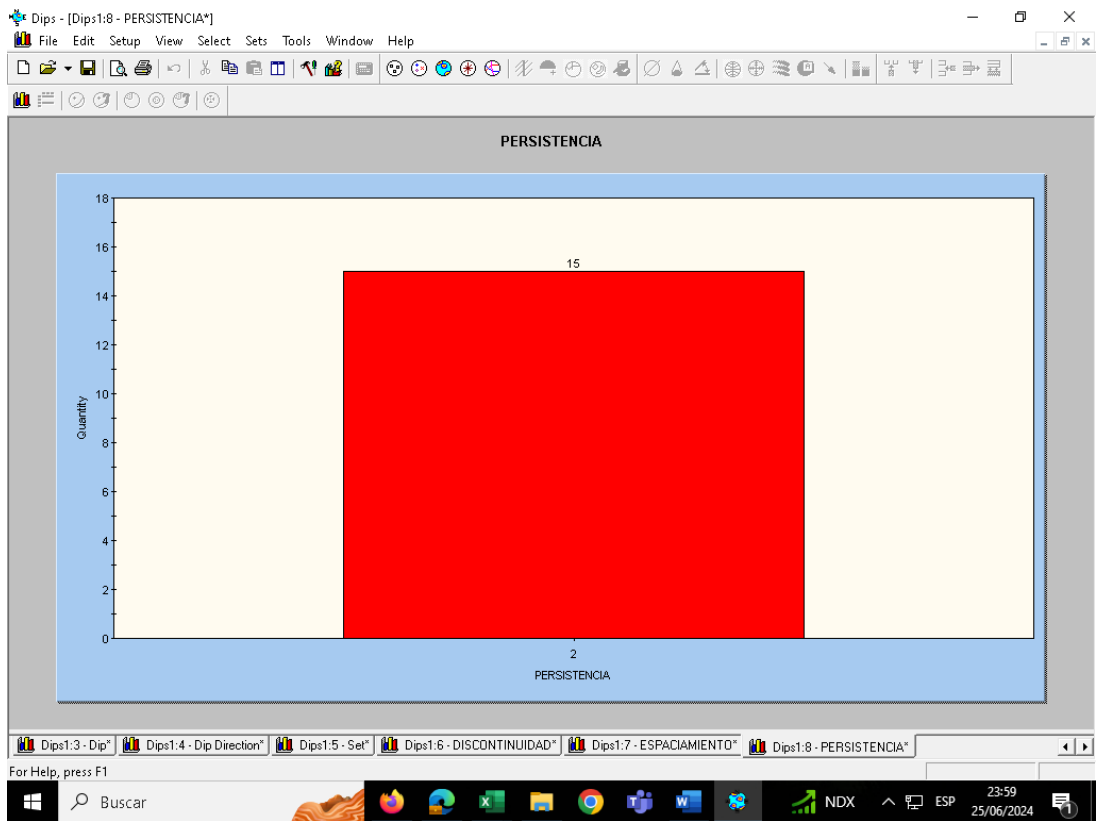 Dips - [Dips1:8 - PERSISTENCIA*]
File Edit Setup View Select Sets Tools Window Help
PERSISTENCIA
18
16
14
12
10
8
6
4
2
0
Quantity
15
2
PERSISTENCIA
Dips1:3 - Dip* Dips1:4 - Dip Direction* Dips1:5 - Set* Dips1:6 - DISCONTINUIDAD* Dips1:7 - ESPACIAMIENTO* Dips1:8 - PERSISTENCIA*
For Help, press F1
Buscar NDX ESP 23:59
25/06/2024
1